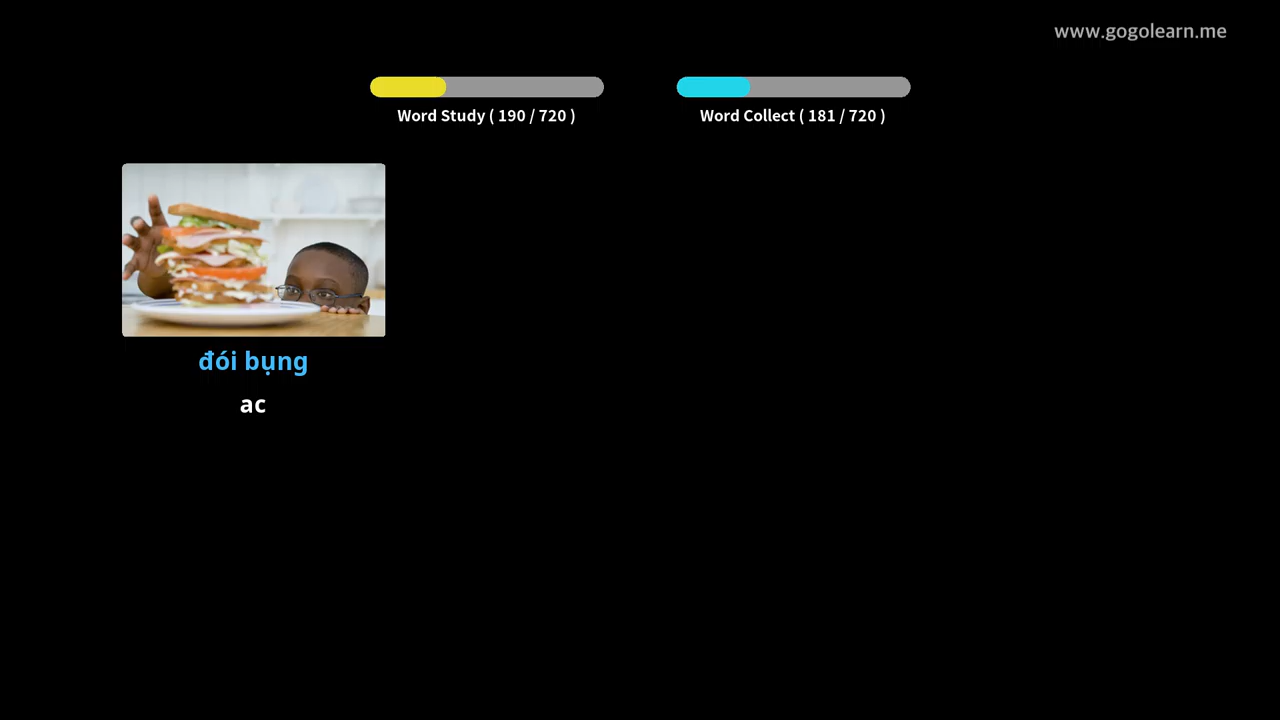 www.gogolearn.me
Word Study ( 190 / 720 )
Word Collect ( 181 / 720 )
đói bụng
ac